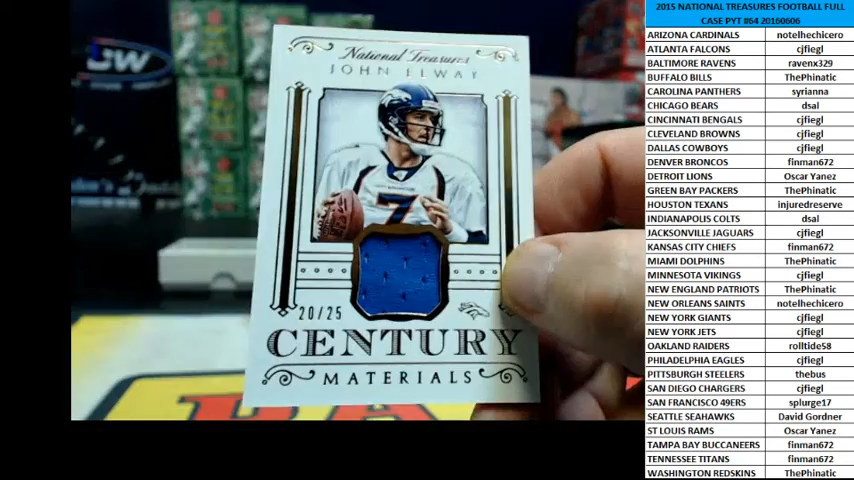 National Treasures
JOHN ELWAY
7
20/25
CENTURY
MATERIALS
2015 NATIONAL TREASURES FOOTBALL FULL
CASE PYT #64 20160606
ARIZONA CARDINALS notelhechicero
ATLANTA FALCONS cjfiegl
BALTIMORE RAVENS ravenx329
BUFFALO BILLS ThePhinatic
CAROLINA PANTHERS syrianna
CHICAGO BEARS dsal
CINCINNATI BENGALS cjfiegl
CLEVELAND BROWNS cjfiegl
DALLAS COWBOYS cjfiegl
DENVER BRONCOS finman672
DETROIT LIONS Oscar Yanez
GREEN BAY PACKERS ThePhinatic
HOUSTON TEXANS injuredreserve
INDIANAPOLIS COLTS dsal
JACKSONVILLE JAGUARS cjfiegl
KANSAS CITY CHIEFS finman672
MIAMI DOLPHINS ThePhinatic
MINNESOTA VIKINGS cjfiegl
NEW ENGLAND PATRIOTS ThePhinatic
NEW ORLEANS SAINTS notelhechicero
NEW YORK GIANTS cjfiegl
NEW YORK JETS cjfiegl
OAKLAND RAIDERS rolltide58
PHILADELPHIA EAGLES cjfiegl
PITTSBURGH STEELERS thebus
SAN DIEGO CHARGERS cjfiegl
SAN FRANCISCO 49ERS splurge17
SEATTLE SEAHAWKS David Gordner
ST LOUIS RAMS Oscar Yanez
TAMPA BAY BUCCANEERS finman672
TENNESSEE TITANS finman672
WASHINGTON REDSKINS ThePhinatic